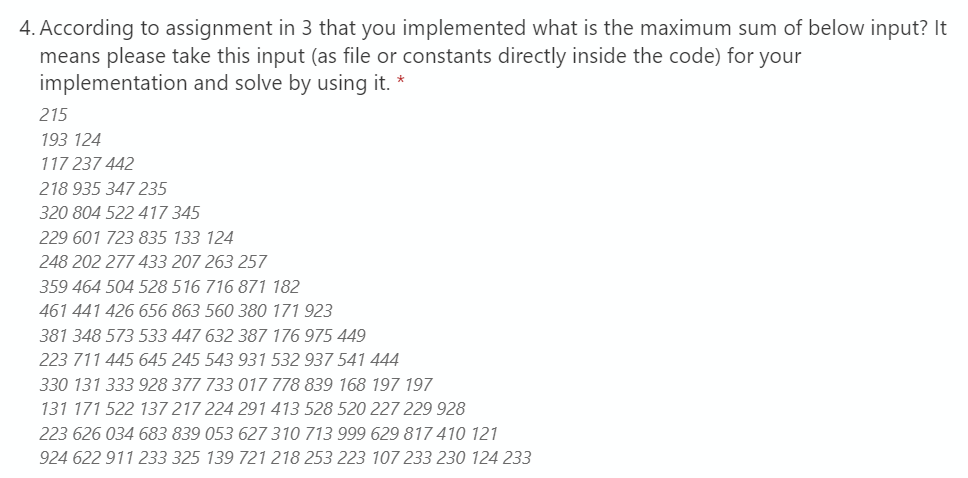 4. According to assignment in 3 that you implemented what is the maximum sum of below input? It
means please take this input (as file or constants directly inside the code) for your
implementation and solve by using it. *
215
193 124
117 237 442
218 935 347 235
320 804 522 417 345
229 601 723 835 133 124
248 202 277 433 207 263 257
359 464 504 528 516 716 871 182
461 441 426 656 863 560 380 171 923
381 348 573 533 447 632 387 176 975 449
223 711 445 645 245 543 931 532 937 541 444
330 131 333 928 377 733 017 778 839 168 197 197
131 171 522 137 217 224 291 413 528 520 227 229 928
223 626 034 683 839 053 627 310 713 999 629 817 410 121
924 622 911 233 325 139 721 218 253 223 107 233 230 124 233